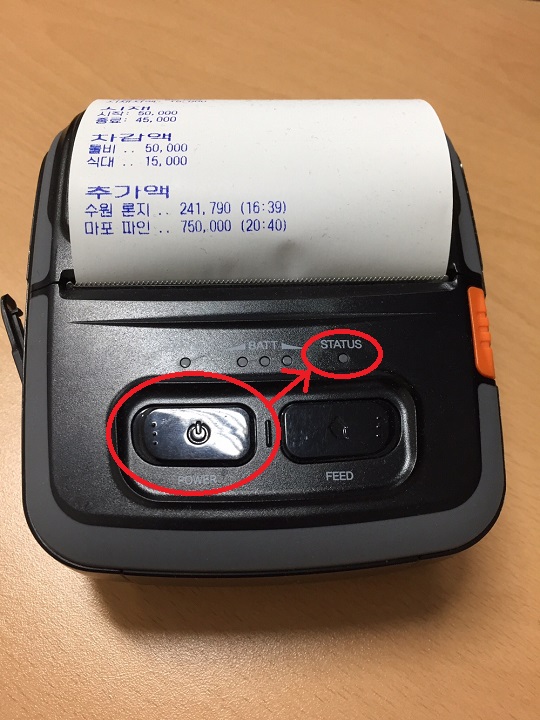 시재
시작: 50,000
종료: 45,000
차감액
톨비 .. 50,000
식대 .. 15,000
추가액
수원 론지 .. 241,790 (16:39)
마포 파인 .. 750,000 (20:40)
BATT
STATUS
POWER
FEED